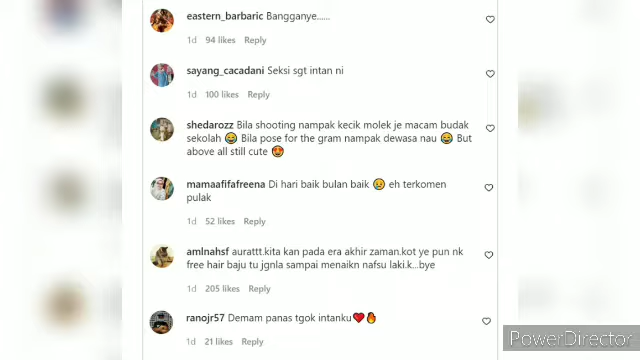 eastern_barbaric Bangganye......
1d 94 likes Reply
sayang_cacadani Seksi sgt intan ni
1d 100 likes Reply
shedarozz Bila shooting nampak kecik molek je macam budak
sekolah 😂 Bila pose for the gram nampak dewasa nau 😂 But
above all still cute 😍
mamaafifafreena Di hari baik bulan baik 😢 eh terkomen
pulak
1d 52 likes Reply
amlnahsf aurattt.kita kan pada era akhir zaman.kot ye pun nk
free hair baju tu jgnla sampai menaikn nafsu laki.k...bye
1d 205 likes Reply
ranojr57 Demam panas tgok intanku❤️🔥
1d 21 likes Reply
PowerDirector